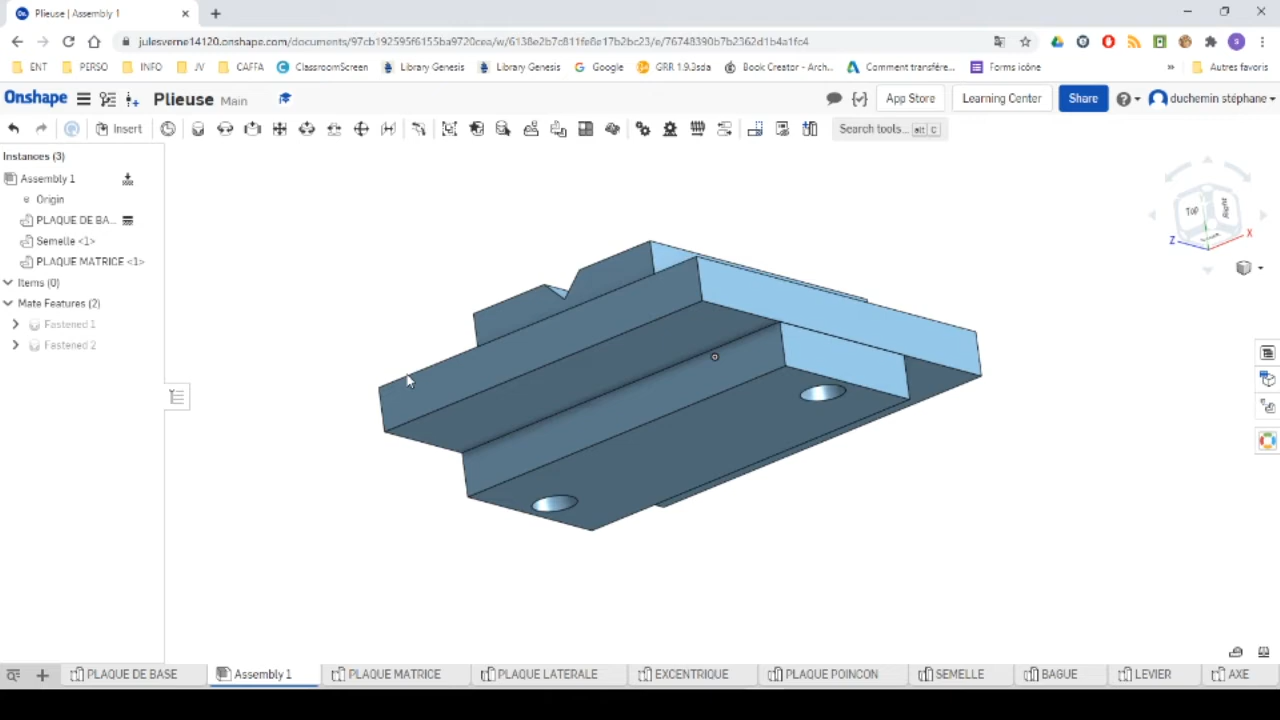 Plieuse | Assembly 1
julesverne14120.onshape.com/documents/97cb192595f6155ba9720cea/w/6138e2b7c811fe8e17b2bc23/e/76748390b7b2362d1b4a1fc4
ENT PERSO INFO JV CAFFA ClassroomScreen Library Genesis Library Genesis Google GRR 1.9.3sda Book Creator - Arch... Comment transfére... Forms icône » Autres favoris
Onshape Plieuse Main App Store Learning Center Share duchemin stéphane
Insert Search tools... alt C
Instances (3)
Assembly 1
Origin
PLAQUE DE BA...
Semelle <1>
PLAQUE MATRICE <1>
Items (0)
Mate Features (2)
Fastened 1
Fastened 2
Top Right
Z X
PLAQUE DE BASE Assembly 1 PLAQUE MATRICE PLAQUE LATERALE EXCENTRIQUE PLAQUE POINCON SEMELLE BAGUE LEVIER AXE